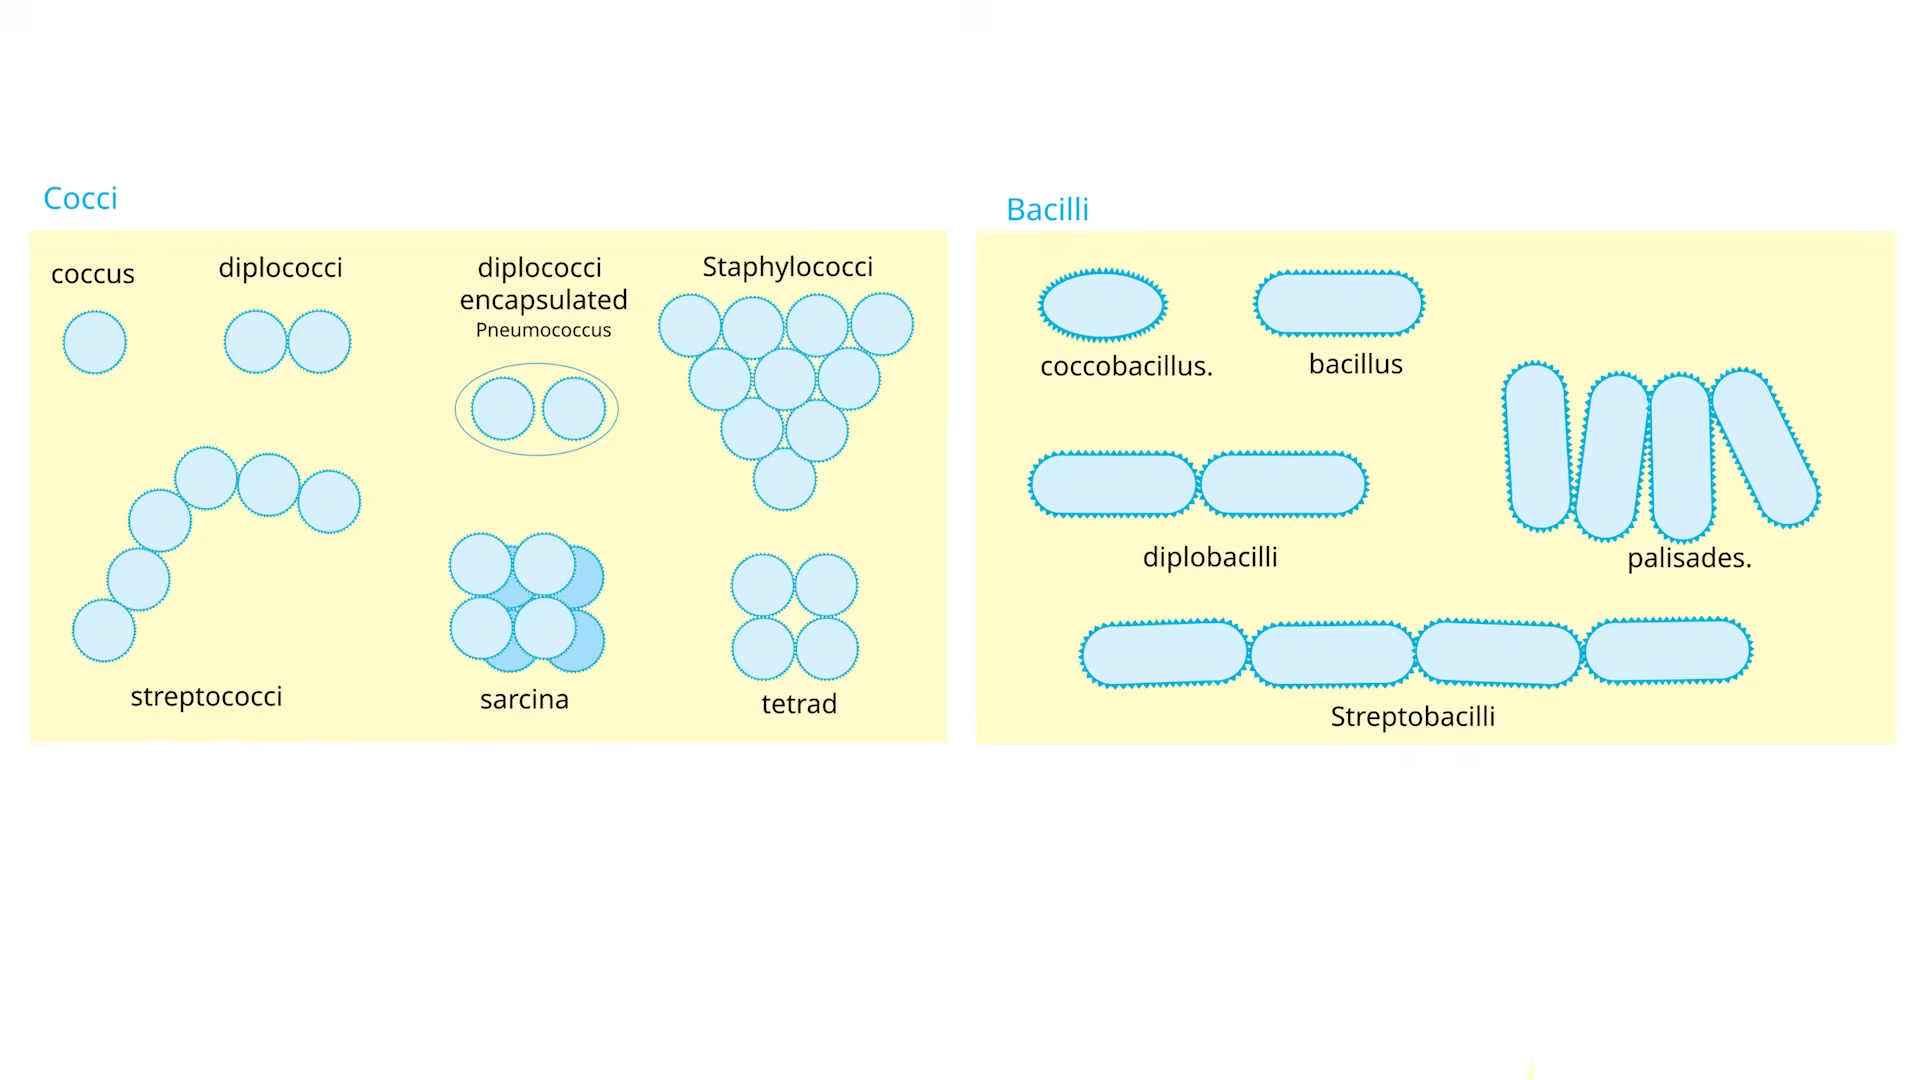 Cocci
coccus
diplococci
diplococci
encapsulated
Pneumococcus
Staphylococci
streptococci
sarcina
tetrad
Bacilli
coccobacillus.
bacillus
diplobacilli
palisades.
Streptobacilli